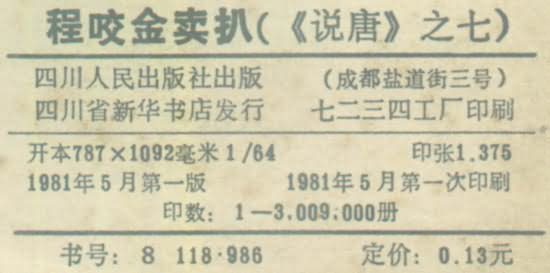 程咬金卖扒(《说唐》之七)
四川人民出版社出版 (成都盐道街三号)
四川省新华书店发行 七二三四工厂印刷
开本787×1092毫米1/64 印张1.375
1981年5月第一版 1981年5月第一次印刷
印数：1—3,009,000册
书号：8 118·986 定价：0.13元